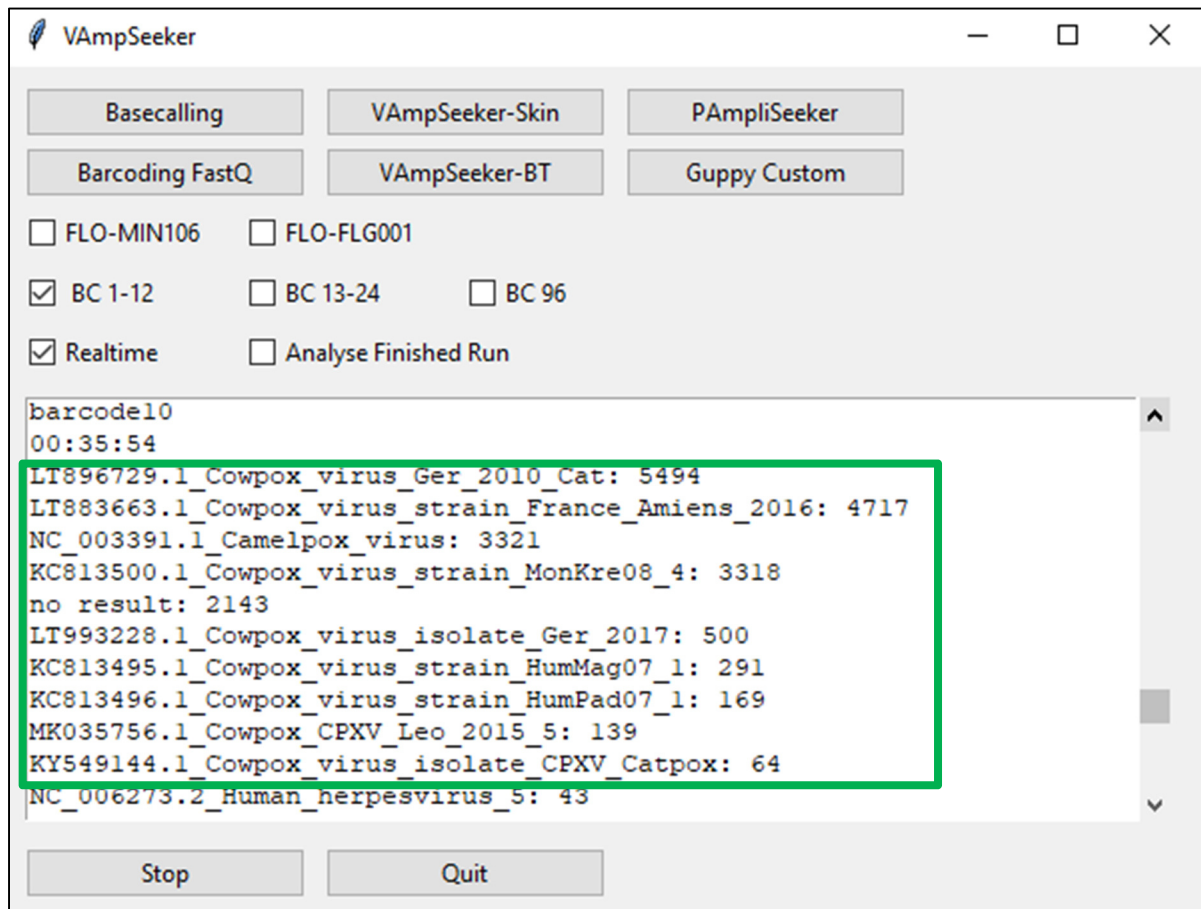 VAmpSeeker
Basecalling VAmpSeeker-Skin PAmpliSeeker
Barcoding FastQ VAmpSeeker-BT Guppy Custom
FLO-MIN106 FLO-FLG001
BC 1-12 BC 13-24 BC 96
Realtime Analyse Finished Run
barcode10
00:35:54
LT896729.1_Cowpox_virus_Ger_2010_Cat: 5494
LT883663.1_Cowpox_virus_strain_France_Amiens_2016: 4717
NC_003391.1_Camelpox_virus: 3321
KC813500.1_Cowpox_virus_strain_MonKre08_4: 3318
no result: 2143
LT993228.1_Cowpox_virus_isolate_Ger_2017: 500
KC813495.1_Cowpox_virus_strain_HumMag07_1: 291
KC813496.1_Cowpox_virus_strain_HumPad07_1: 169
MK035756.1_Cowpox_CPXV_Leo_2015_5: 139
KY549144.1_Cowpox_virus_isolate_CPXV_Catpox: 64
NC_006273.2_Human_herpesvirus_5: 43
Stop Quit